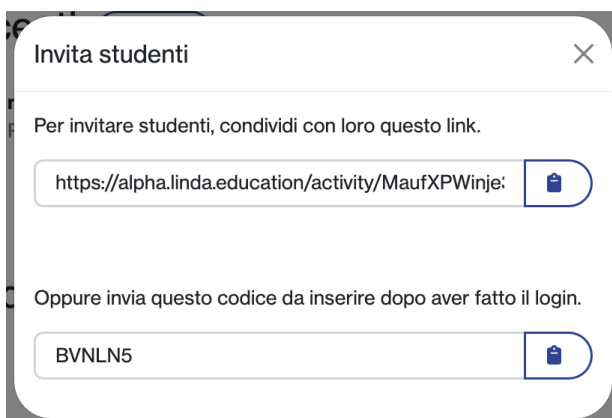 Invita studenti
Per invitare studenti, condividi con loro questo link.
https://alpha.linda.education/activity/MaufXPWinje
Oppure invia questo codice da inserire dopo aver fatto il login.
BVNLN5